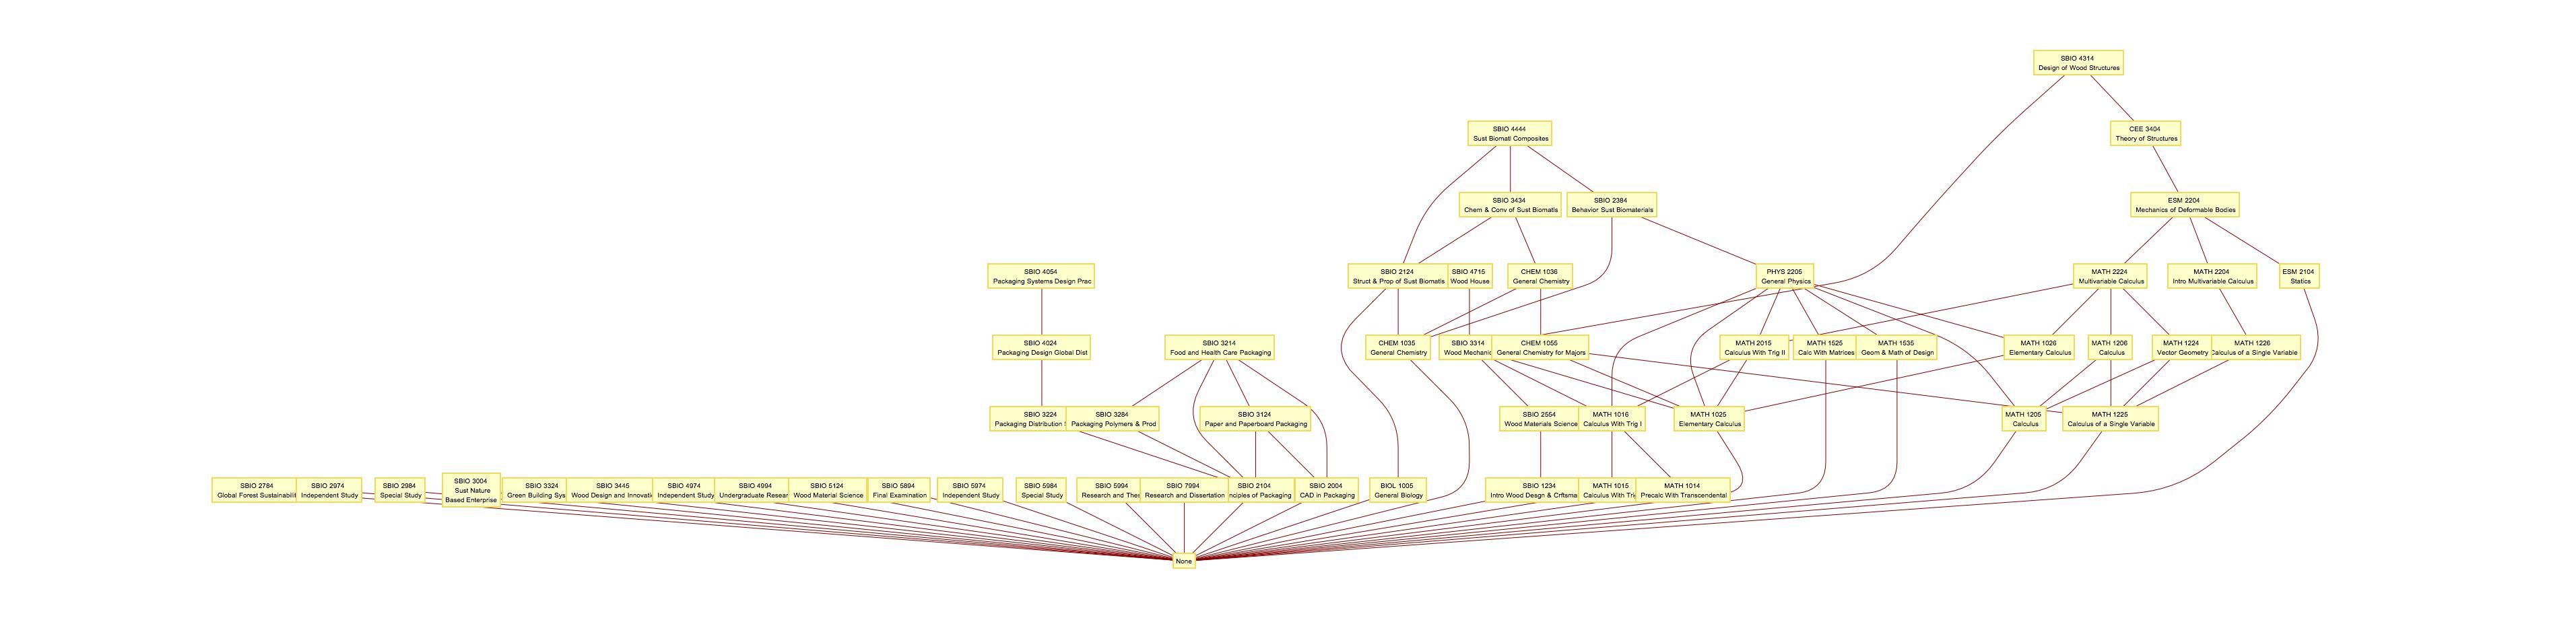 SBIO 4314
Design of Wood Structures
SBIO 4444
Sust Biomatl Composites
CEE 3404
Theory of Structures
SBIO 3434
Chem & Conv of Sust Biomatls
SBIO 2384
Behavior Sust Biomaterials
ESM 2204
Mechanics of Deformable Bodies
SBIO 4054
Packaging Systems Design Prac
SBIO 2124
Struct & Prop of Sust Biomatls
SBIO 4715
Wood House
CHEM 1036
General Chemistry
PHYS 2205
General Physics
MATH 2224
Multivariable Calculus
MATH 2204
Intro Multivariable Calculus
ESM 2104
Statics
SBIO 4024
Packaging Design Global Dist
SBIO 3214
Food and Health Care Packaging
CHEM 1035
General Chemistry
SBIO 3314
Wood Mechanic
CHEM 1055
General Chemistry for Majors
MATH 2015
Calculus With Trig II
MATH 1525
Calc With Matrices
MATH 1535
Geom & Math of Design
MATH 1026
Elementary Calculus
MATH 1206
Calculus
MATH 1224
Vector Geometry
MATH 1226
Calculus of a Single Variable
SBIO 3224
Packaging Distribution
SBIO 3284
Packaging Polymers & Prod
SBIO 3124
Paper and Paperboard Packaging
SBIO 2554
Wood Materials Science
MATH 1016
Calculus With Trig I
MATH 1025
Elementary Calculus
MATH 1205
Calculus
MATH 1225
Calculus of a Single Variable
SBIO 2784
Global Forest Sustainabilit
SBIO 2974
Independent Study
SBIO 2984
Special Study
SBIO 3004
Sust Nature
Based Enterprise
SBIO 3324
Green Building Sys
SBIO 3445
Wood Design and Innovati
SBIO 4974
Independent Study
SBIO 4994
Undergraduate Resear
SBIO 5124
Wood Material Science
SBIO 5894
Final Examination
SBIO 5974
Independent Study
SBIO 5984
Special Study
SBIO 5994
Research and Thes
SBIO 7994
Research and Dissertation
SBIO 2104
nciples of Packaging
SBIO 2004
CAD in Packaging
BIOL 1005
General Biology
SBIO 1234
Intro Wood Desgn & Crftsma
MATH 1015
Calculus With Tri
MATH 1014
Precalc With Transcendental
None